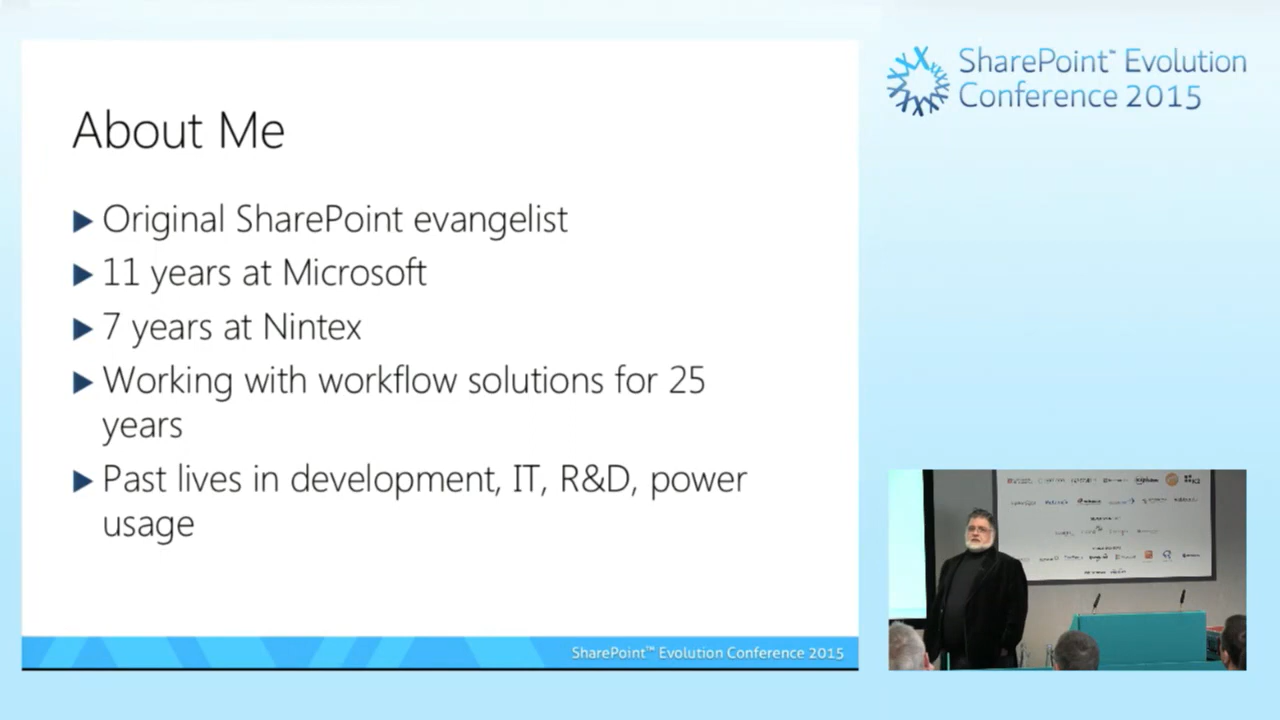 About Me
Original SharePoint evangelist
11 years at Microsoft
7 years at Nintex
Working with workflow solutions for 25
years
Past lives in development, IT, R&D, power
usage
SharePoint™ Evolution Conference 2015
SharePoint™ Evolution
Conference 2015
K2